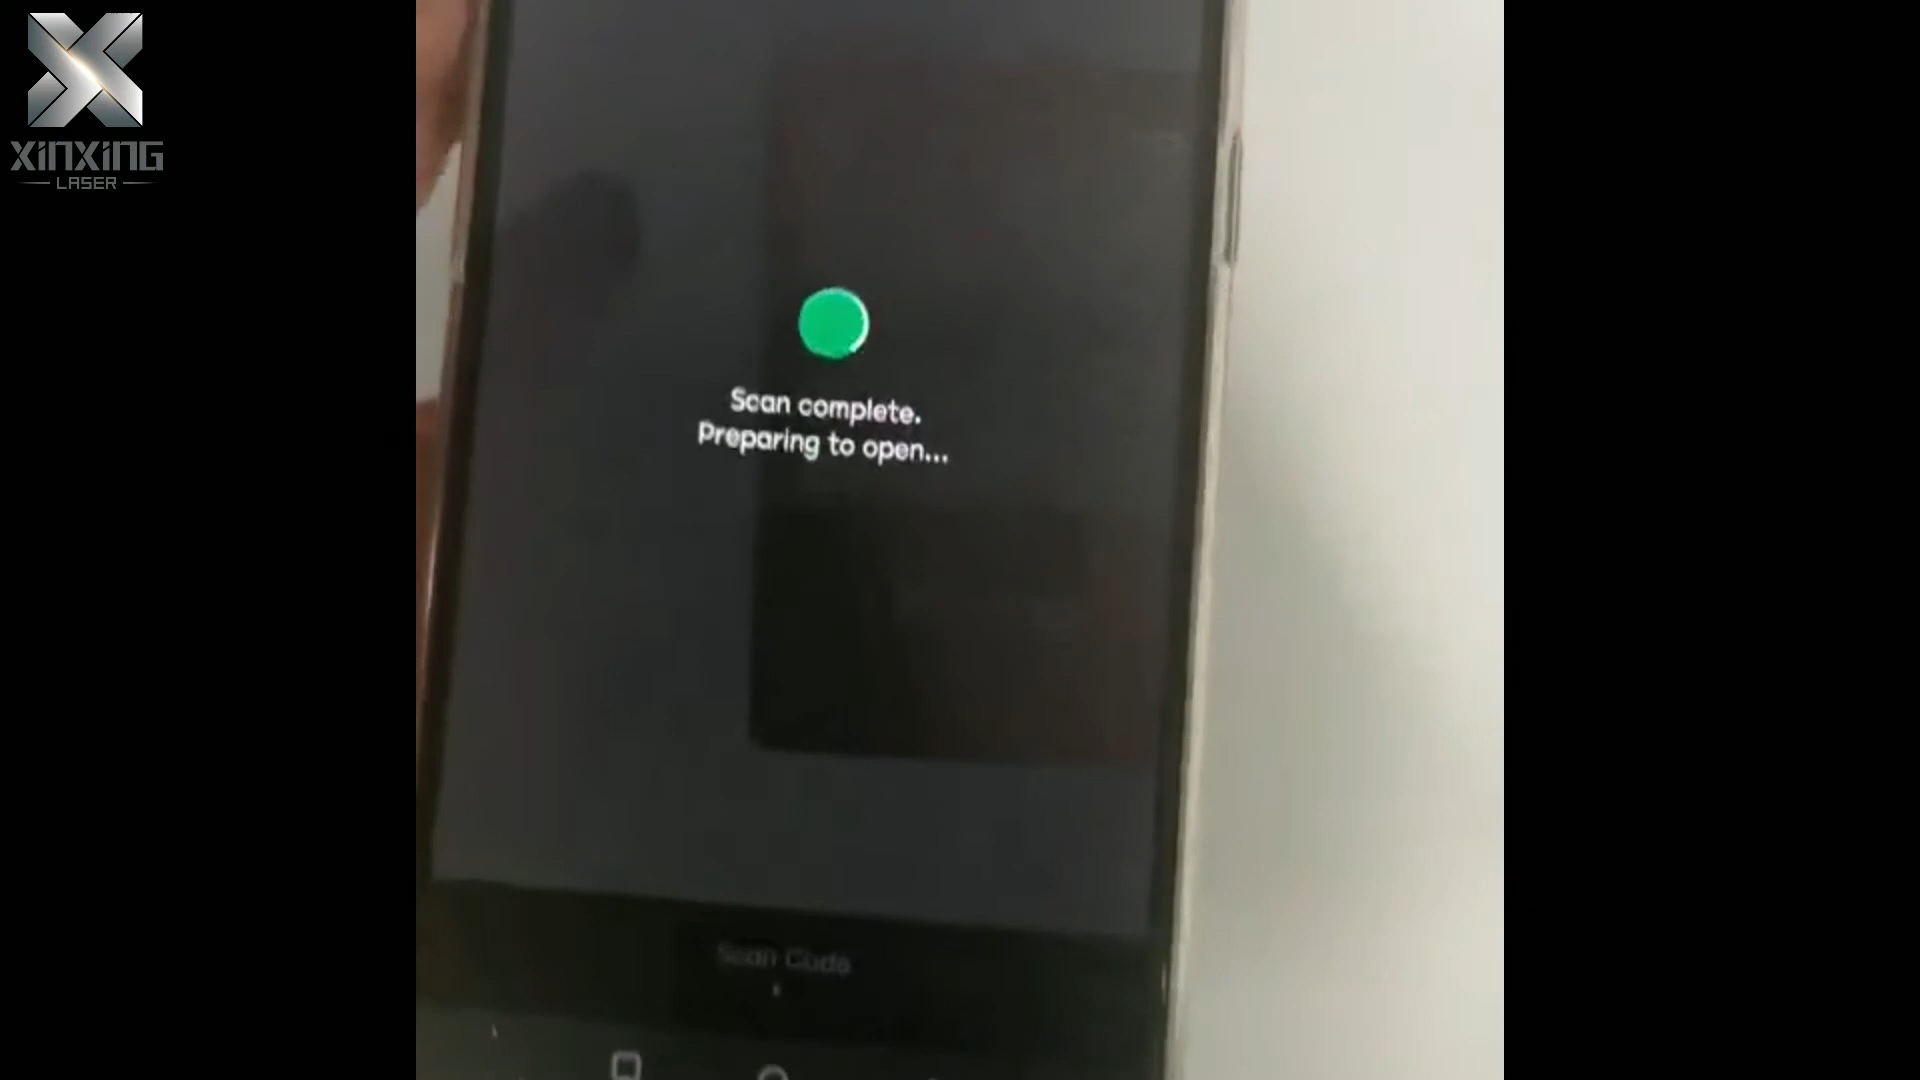 XINXING
LASER
Scan complete.
Preparing to open...
Scan Code